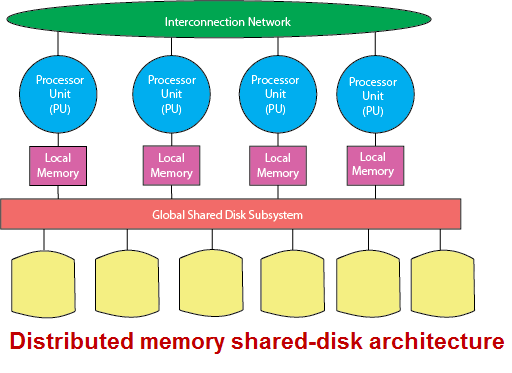 Interconnection Network
Processor
Unit
(PU)
Processor
Unit
(PU)
Processor
Unit
(PU)
Processor
Unit
(PU)
Local
Memory
Local
Memory
Local
Memory
Local
Memory
Global Shared Disk Subsystem
Distributed memory shared-disk architecture